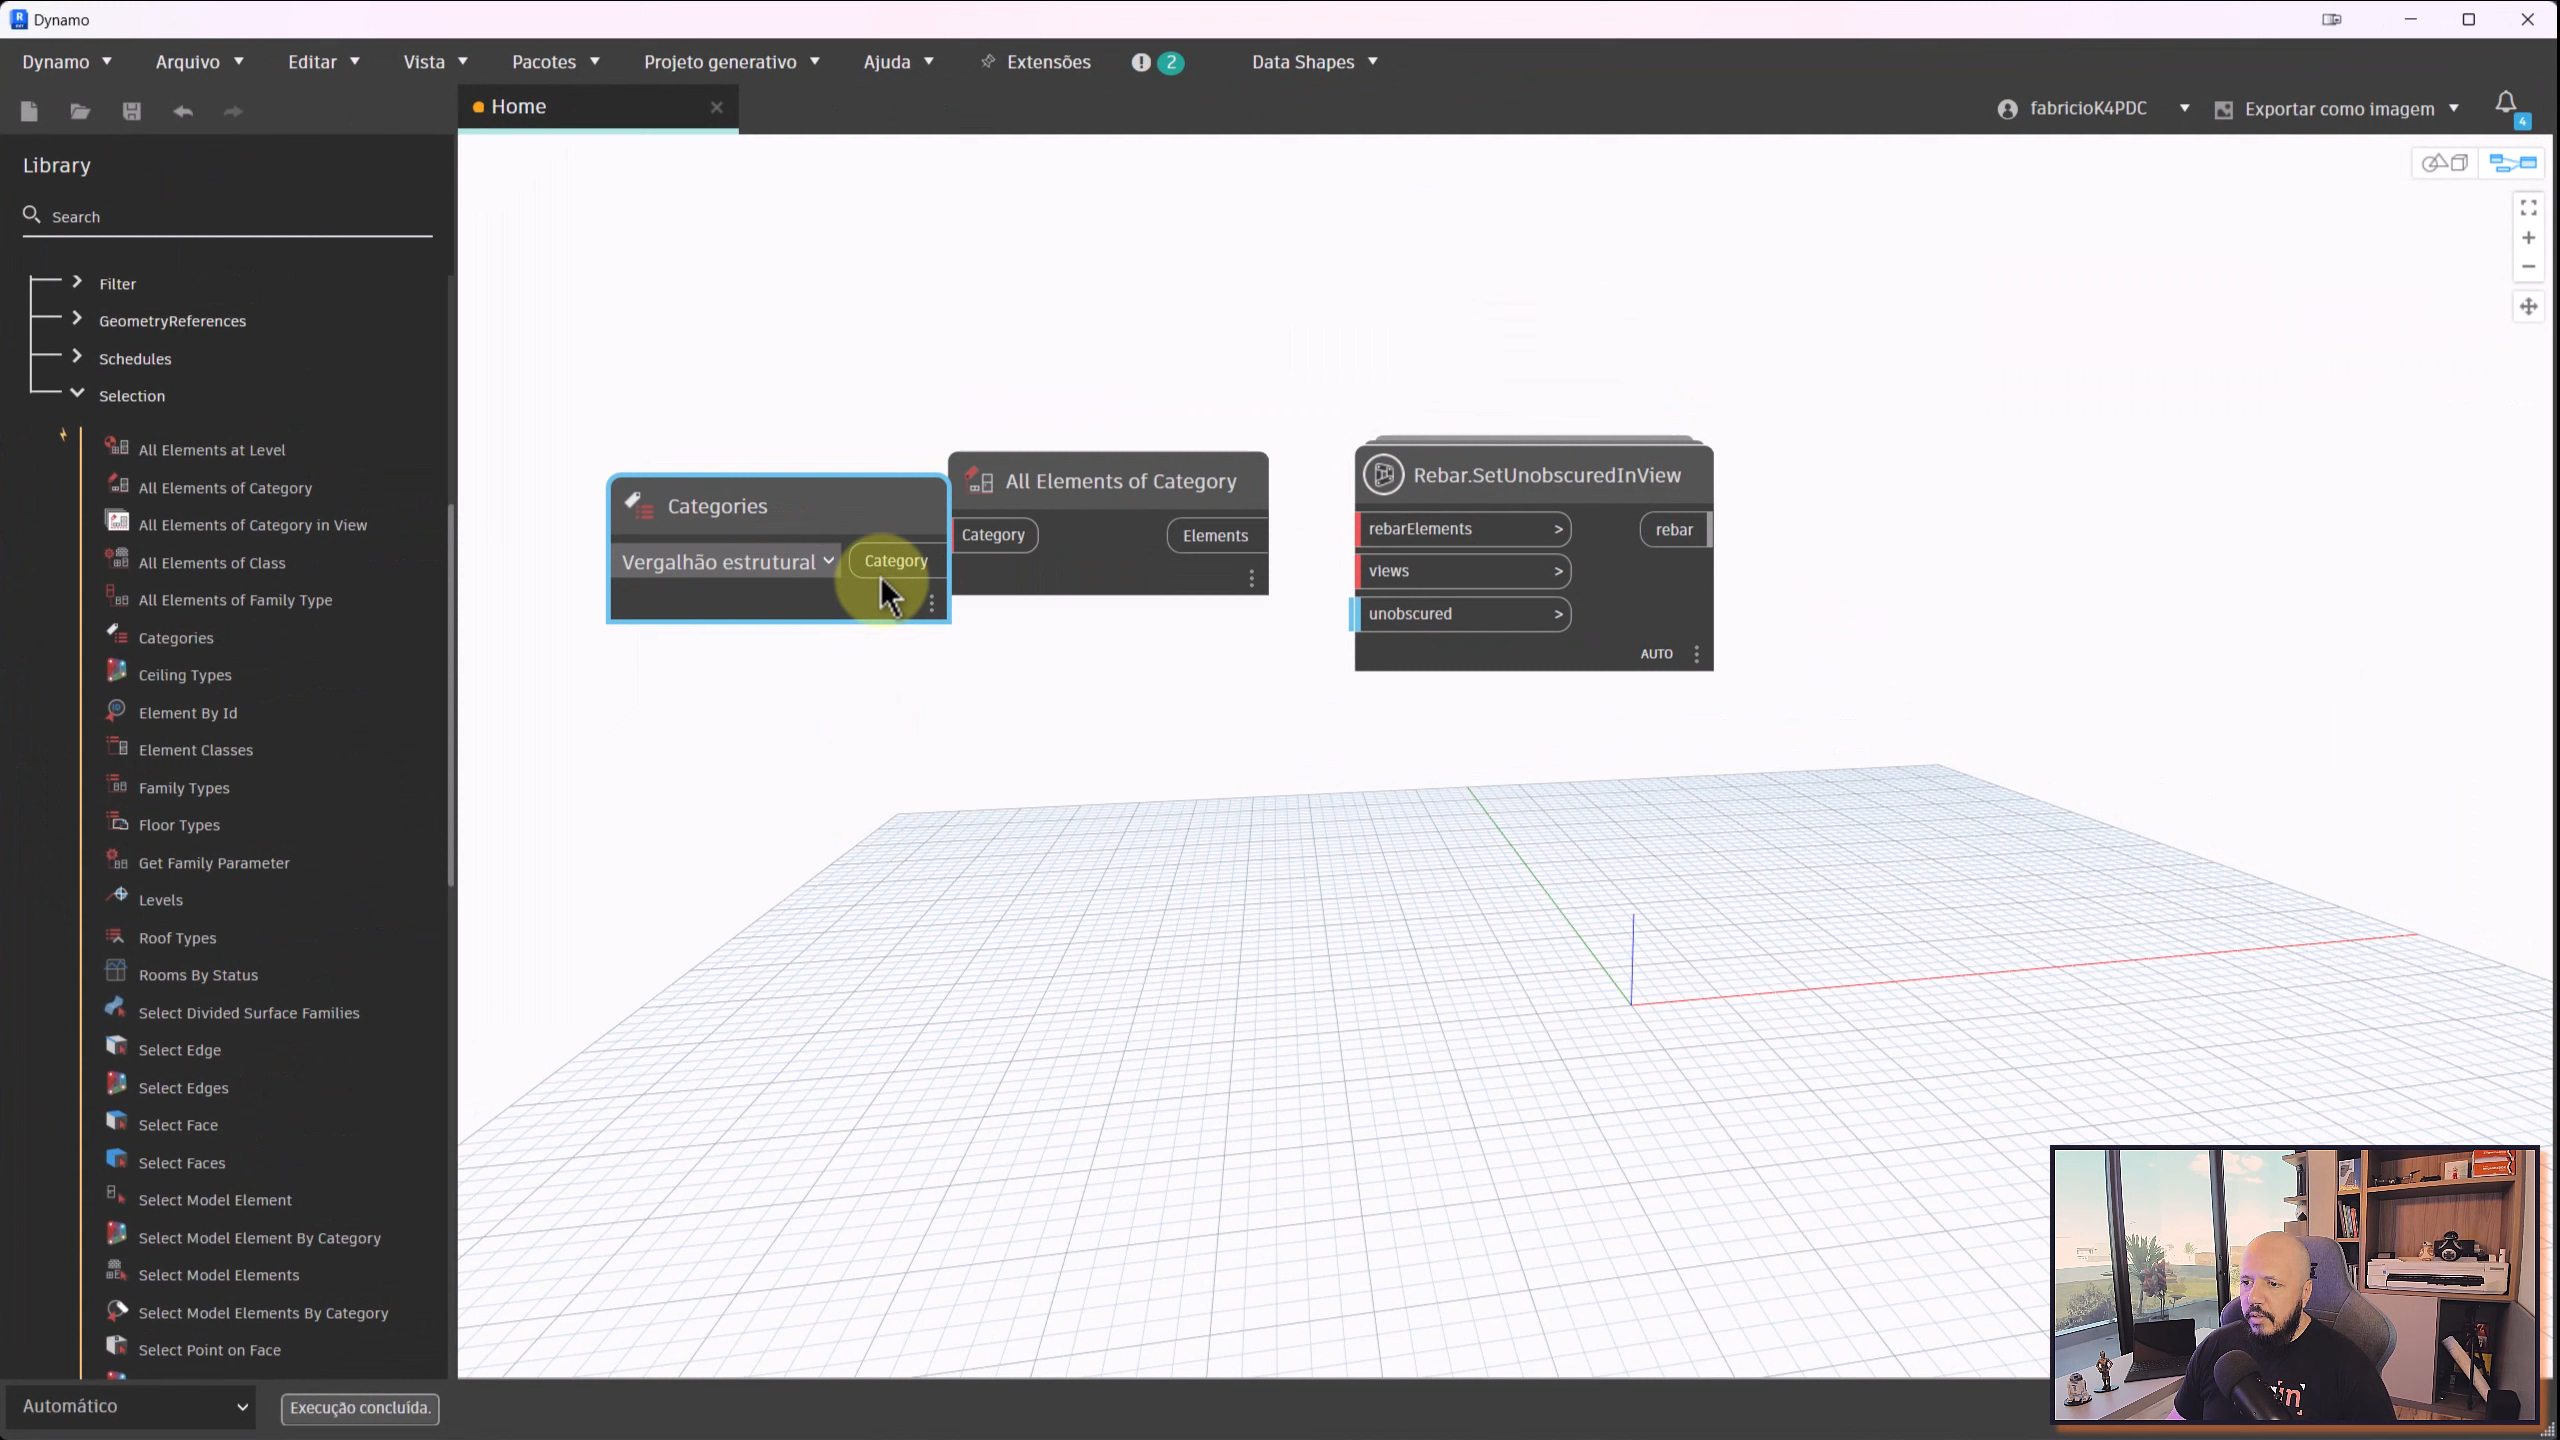 Dynamo
Dynamo Arquivo Editar Vista Pacotes Projeto generativo Ajuda Extensões 2 Data Shapes
Home
fabricioK4PDC Exportar como imagem 4
Library
Search
Filter
GeometryReferences
Schedules
Selection
All Elements at Level
All Elements of Category
All Elements of Category in View
All Elements of Class
All Elements of Family Type
Categories
Ceiling Types
Element By Id
Element Classes
Family Types
Floor Types
Get Family Parameter
Levels
Roof Types
Rooms By Status
Select Divided Surface Families
Select Edge
Select Edges
Select Face
Select Faces
Select Model Element
Select Model Element By Category
Select Model Elements
Select Model Elements By Category
Select Point on Face
Categories
Vergalhão estrutural Category
All Elements of Category
Category Elements
Rebar.SetUnobscuredInView
rebarElements > rebar
views >
unobscured >
AUTO
Automático Execução concluída.